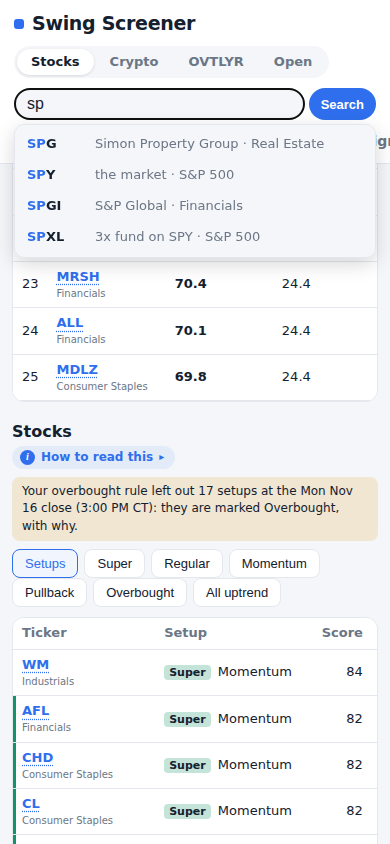 Swing Screener
Stocks Crypto OVTLYR Open
sp Search
SPG Simon Property Group · Real Estate
SPY the market · S&P 500
SPGI S&P Global · Financials
SPXL 3x fund on SPY · S&P 500
23 MRSH 70.4 24.4
Financials
24 ALL 70.1 24.4
Financials
25 MDLZ 69.8 24.4
Consumer Staples
Stocks
i How to read this ▸
Your overbought rule left out 17 setups at the Mon Nov
16 close (3:00 PM CT): they are marked Overbought,
with why.
Setups Super Regular Momentum
Pullback Overbought All uptrend
Ticker Setup Score
WM Super Momentum 84
Industrials
AFL Super Momentum 82
Financials
CHD Super Momentum 82
Consumer Staples
CL Super Momentum 82
Consumer Staples